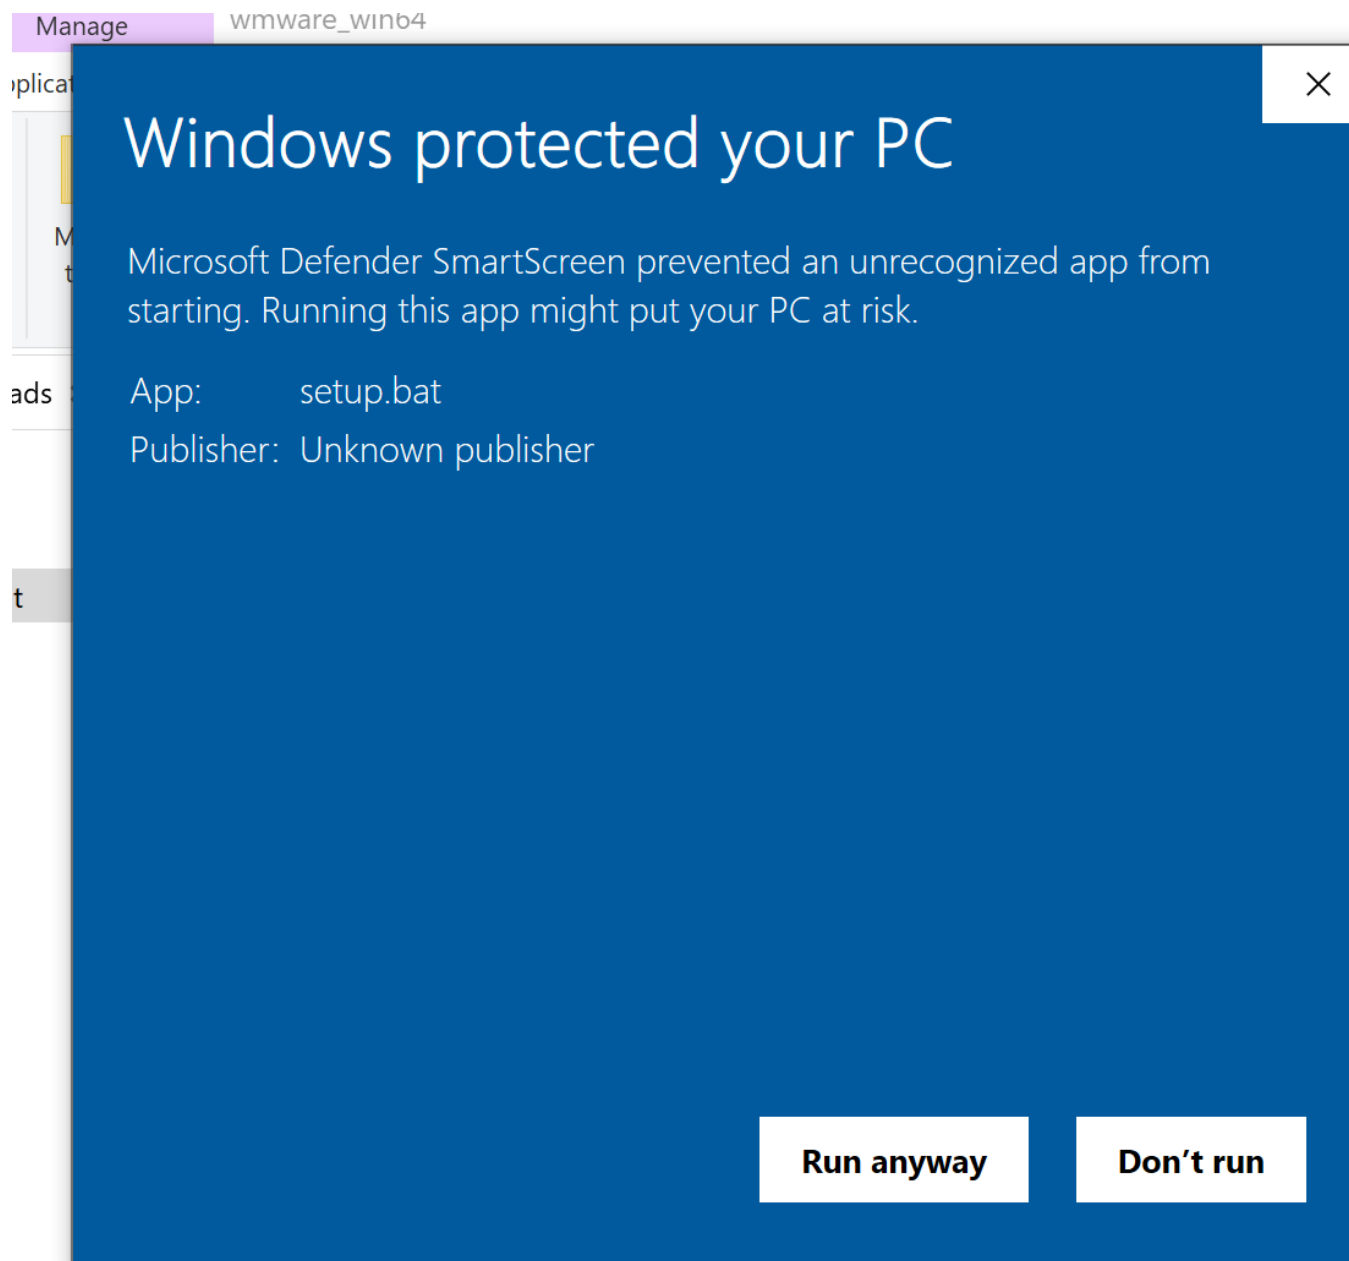 Manage
wmware_win64
Windows protected your PC
Microsoft Defender SmartScreen prevented an unrecognized app from
starting. Running this app might put your PC at risk.
App: setup.bat
Publisher: Unknown publisher
Run anyway
Don’t run